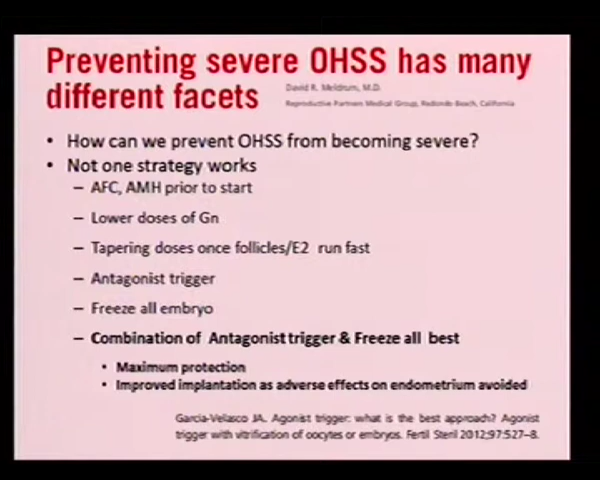 Preventing severe OHSS has many
different facets
David R. Meldrum, M.D.
Reproductive Partners Medical Group, Redondo Beach, California
• How can we prevent OHSS from becoming severe?
• Not one strategy works
– AFC, AMH prior to start
– Lower doses of Gn
– Tapering doses once follicles/E2 run fast
– Antagonist trigger
– Freeze all embryo
– Combination of Antagonist trigger & Freeze all best
• Maximum protection
• Improved implantation as adverse effects on endometrium avoided
Garcia-Velasco JA. Agonist trigger: what is the best approach? Agonist
trigger with vitrification of oocytes or embryos. Fertil Steril 2012;97:527–8.